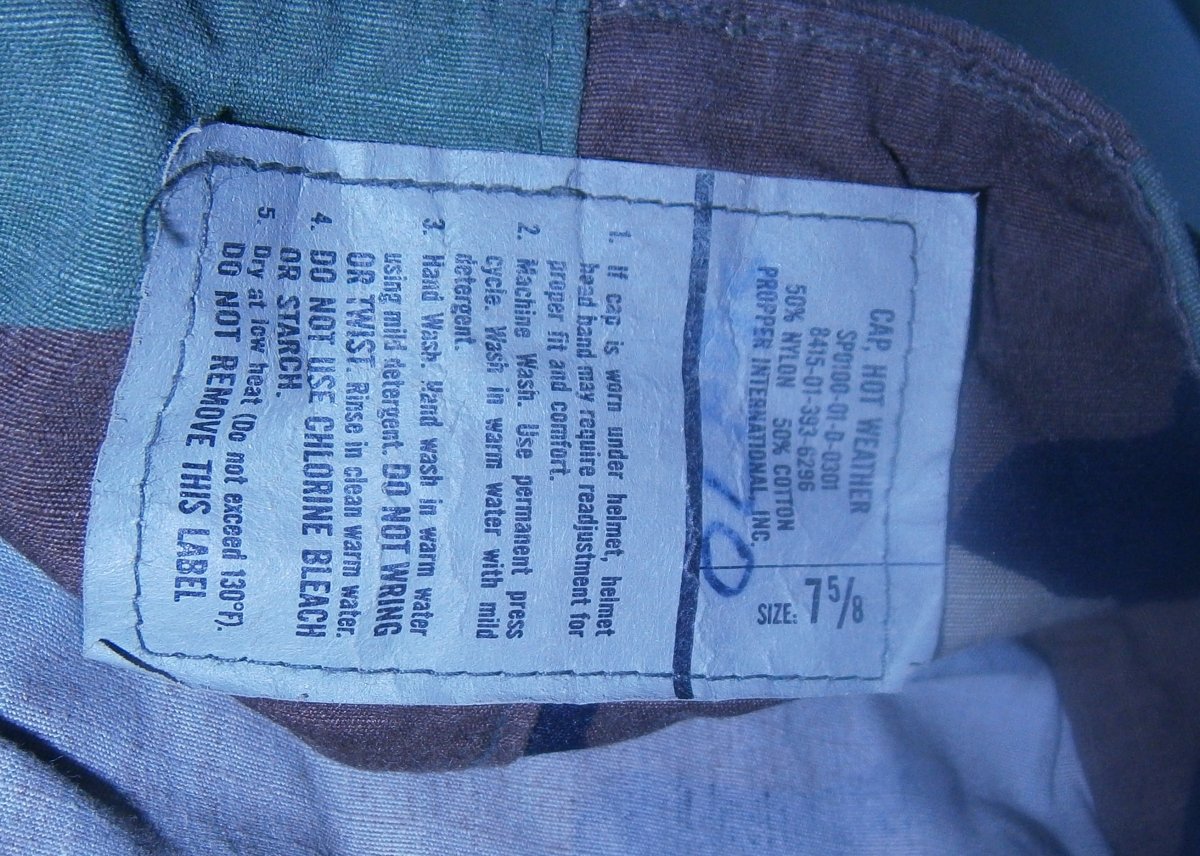 CAP, HOT WEATHER
SPO100-01-D-0301
8415-01-393-6296
50% NYLON 50% COTTON
PROPPER INTERNATIONAL, INC.
SIZE: 7 5/8
1. If cap is worn under helmet, helmet
head band may require readjustment for
proper fit and comfort.
2. Machine Wash. Use permanent press
cycle. Wash in warm water with mild
detergent.
3. Hand Wash. Hand wash in warm water
using mild detergent. DO NOT WRING
OR TWIST. Rinse in clean warm water.
4. DO NOT USE CHLORINE BLEACH
OR STARCH.
5. Dry at low heat (Do not exceed 130°F).
DO NOT REMOVE THIS LABEL